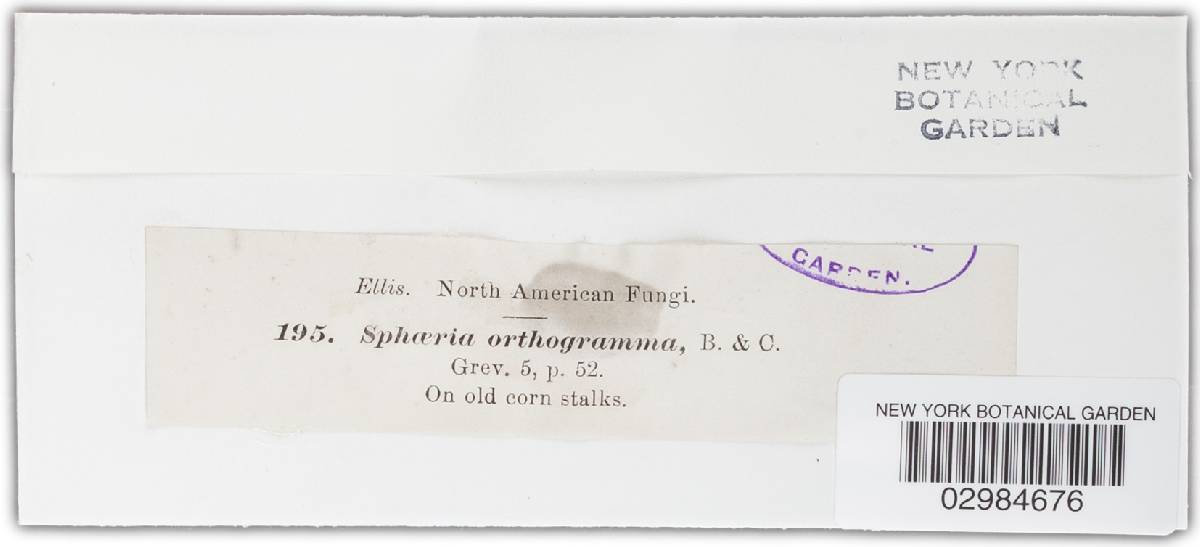 NEW YORK
BOTANICAL
GARDEN
GARDEN.
Ellis. North American Fungi.
195. Sphæria orthogramma, B. & C.
Grev. 5, p. 52.
On old corn stalks.
NEW YORK BOTANICAL GARDEN
02984676